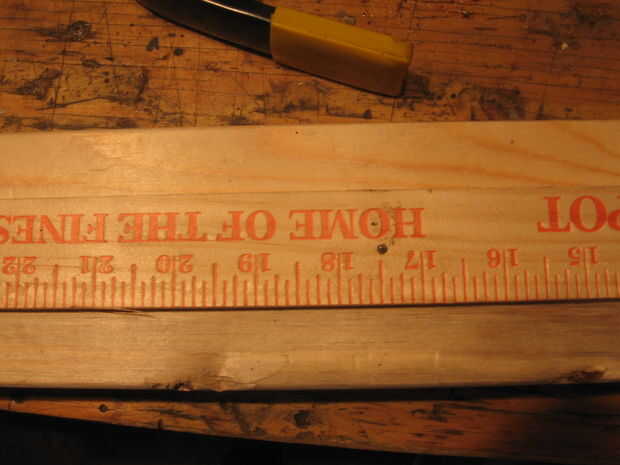 15 16 17 18 19 20 21 22
POT HOME OF THE FINES